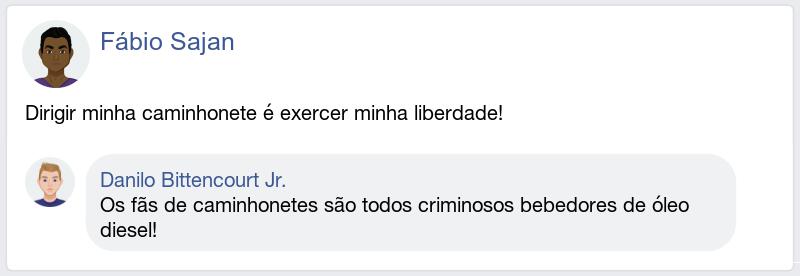 Fábio Sajan
Dirigir minha caminhonete é exercer minha liberdade!
Danilo Bittencourt Jr.
Os fãs de caminhonetes são todos criminosos bebedores de óleo
diesel!